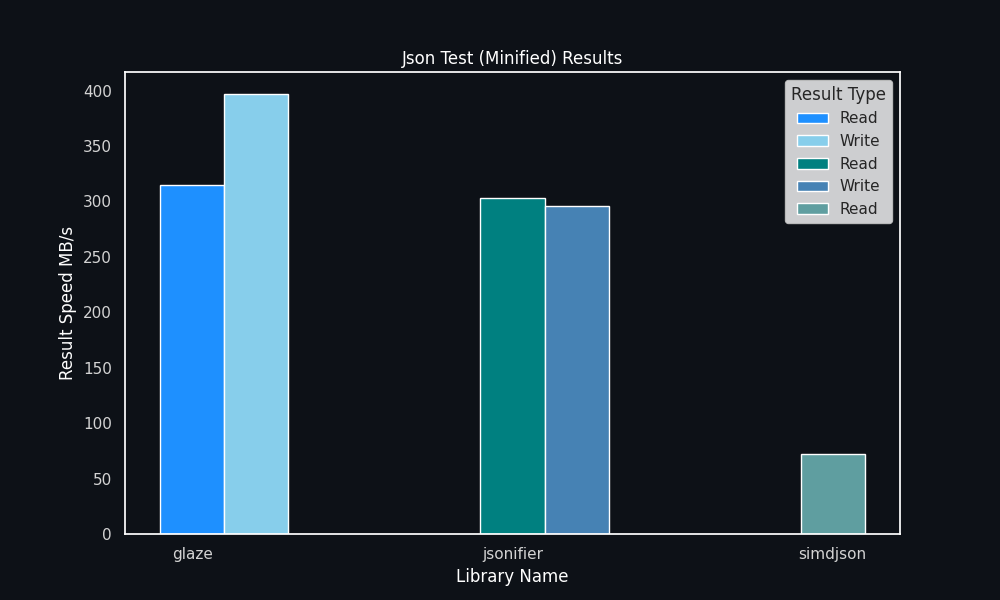 Json Test (Minified) Results
Result Speed MB/s
400
350
300
250
200
150
100
50
0
Result Type
Read
Write
Read
Write
Read
glaze
jsonifier
simdjson
Library Name